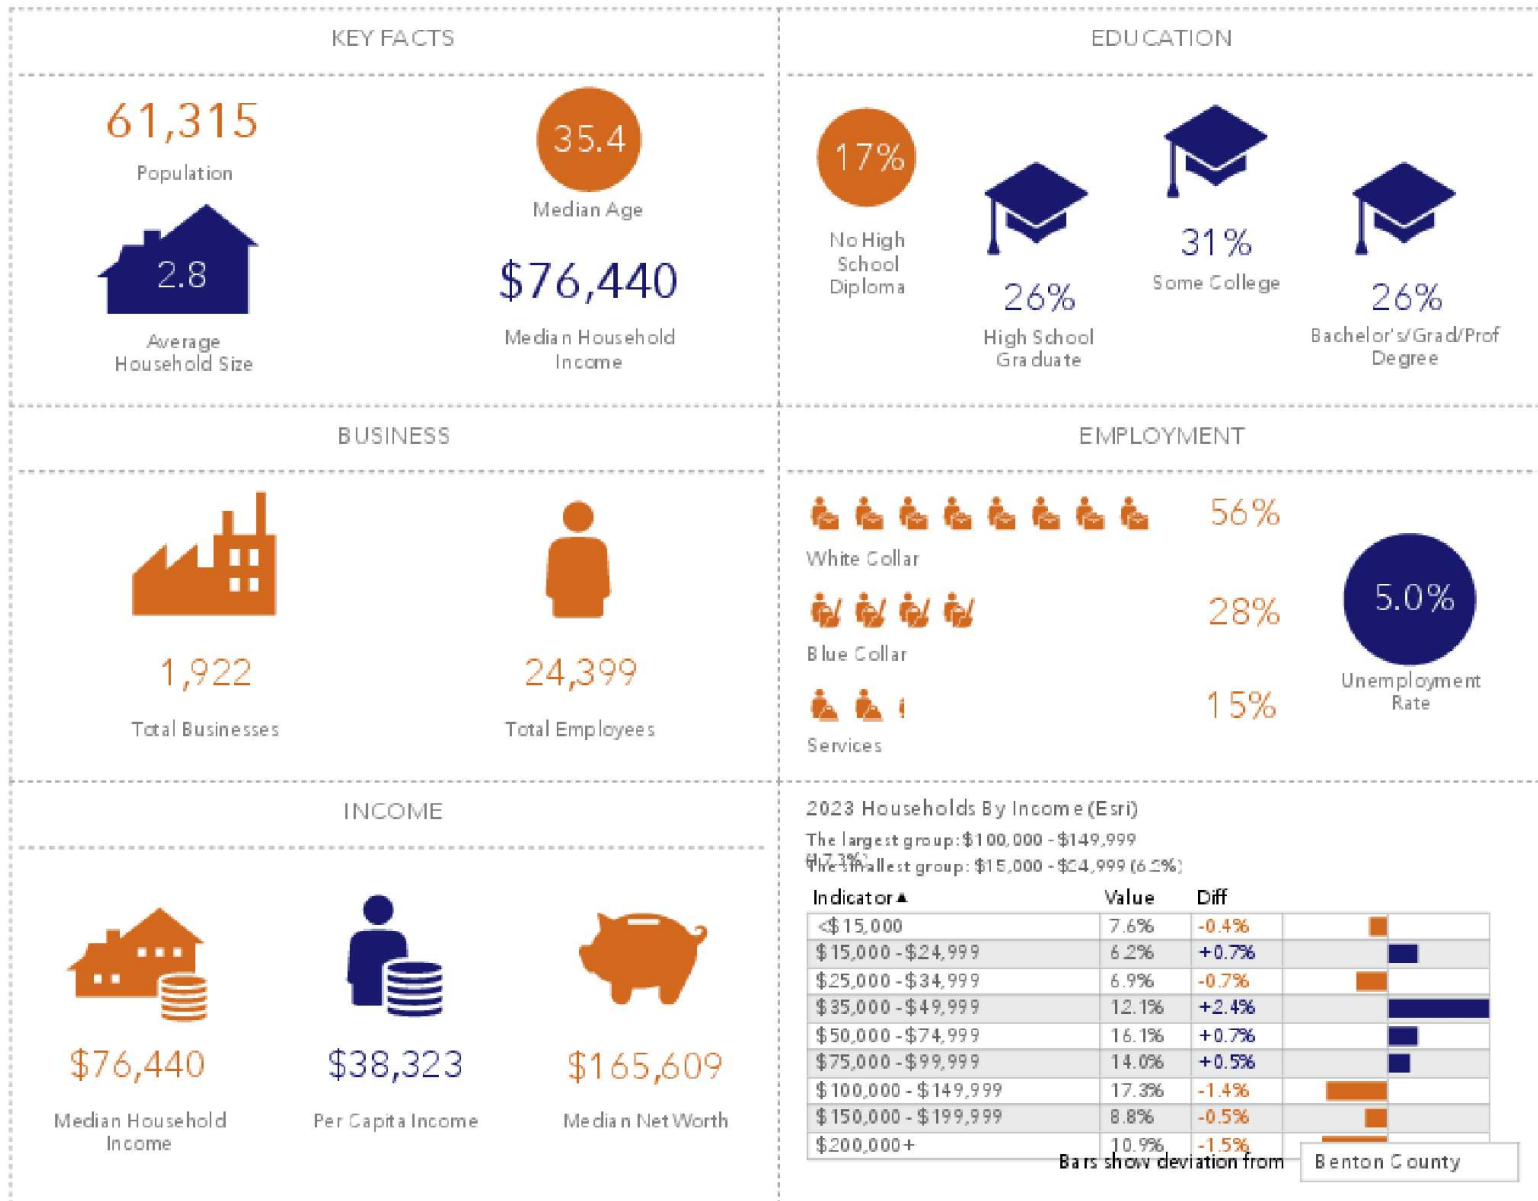 KEY FACTS
61,315
Population
35.4
Median Age
2.8
Average
Household Size
$76,440
Median Household
Income
EDUCATION
17%
No High
School
Diploma
26%
High School
Graduate
31%
Some College
26%
Bachelor's/Grad/Prof
Degree
BUSINESS
1,922
Total Businesses
24,399
Total Employees
EMPLOYMENT
56%
White Collar
28%
Blue Collar
15%
Services
5.0%
Unemployment
Rate
INCOME
$76,440
Median Household
Income
$38,323
Per Capita Income
$165,609
Median Net Worth
2023 Households By Income (Esri)
The largest group: $100,000 - $149,999
(17.3%)
The smallest group: $15,000 - $24,999 (6.2%)
Indicator▲ Value Diff
<$15,000 7.6% -0.4%
$15,000 - $24,999 6.2% +0.7%
$25,000 - $34,999 6.9% -0.7%
$35,000 - $49,999 12.1% +2.4%
$50,000 - $74,999 16.1% +0.7%
$75,000 - $99,999 14.0% +0.5%
$100,000 - $149,999 17.3% -1.4%
$150,000 - $199,999 8.8% -0.5%
$200,000+ 10.9% -1.5%
Bars show deviation from Benton County